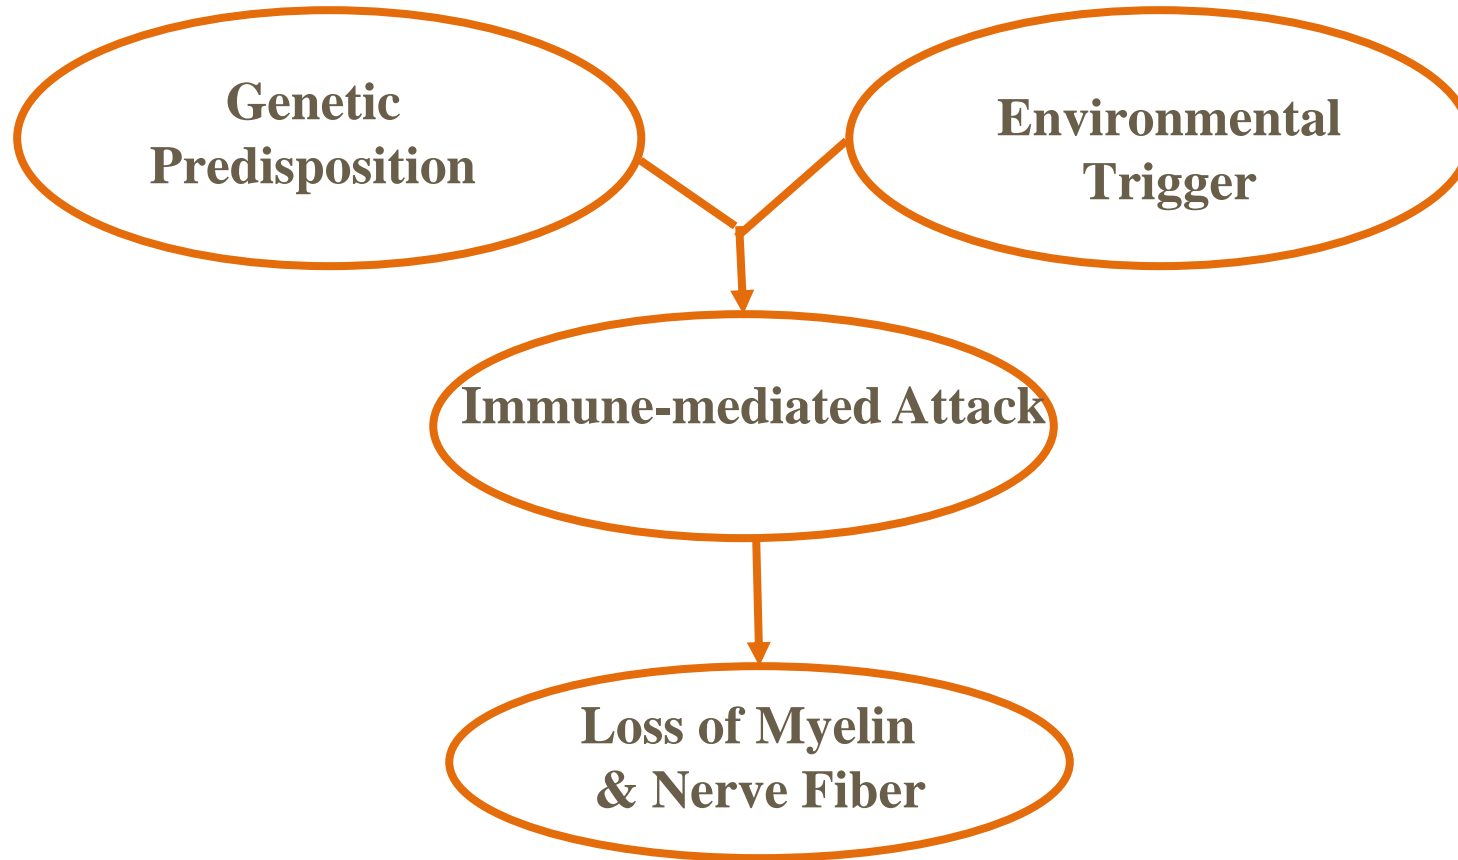 Genetic
Predisposition
Environmental
Trigger
Immune-mediated Attack
Loss of Myelin
& Nerve Fiber